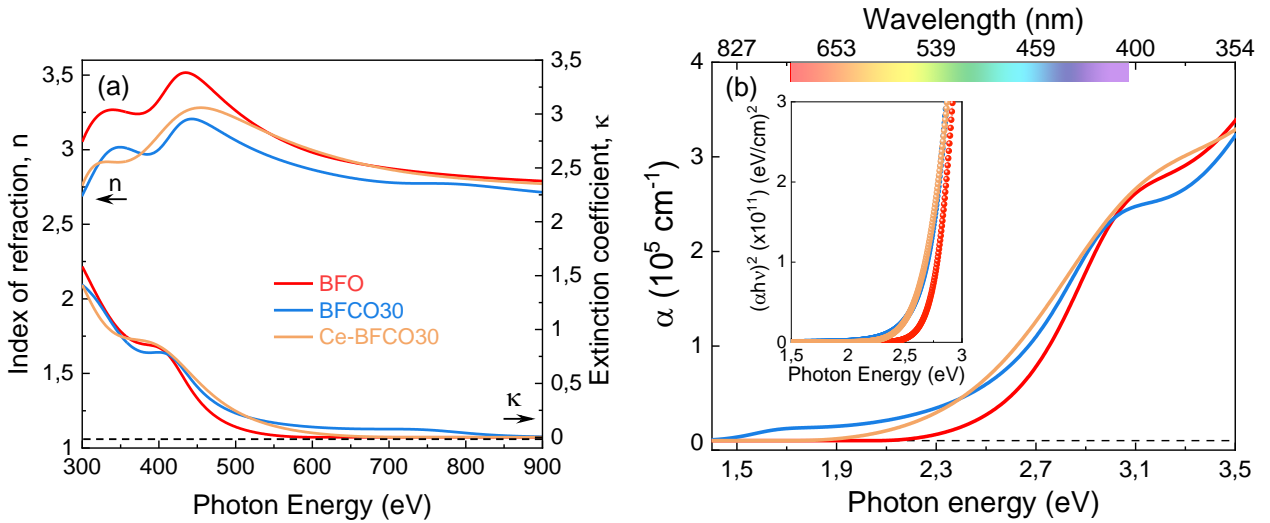 (a)
Index of refraction, n
3,5
3
2,5
2
1,5
1
3,5
3
2,5
2
1,5
1
0,5
0
Extinction coefficient, κ
n
κ
BFO
BFCO30
Ce-BFCO30
300 400 500 600 700 800 900
Photon Energy (eV)
Wavelength (nm)
827 653 539 459 400 354
(b)
α (10⁵ cm⁻¹)
4
3
2
1
0
(αhν)² (x10¹¹) (eV/cm)²
3
2
1
0
1,5 2 2,5 3
Photon Energy (eV)
1,5 1,9 2,3 2,7 3,1 3,5
Photon energy (eV)